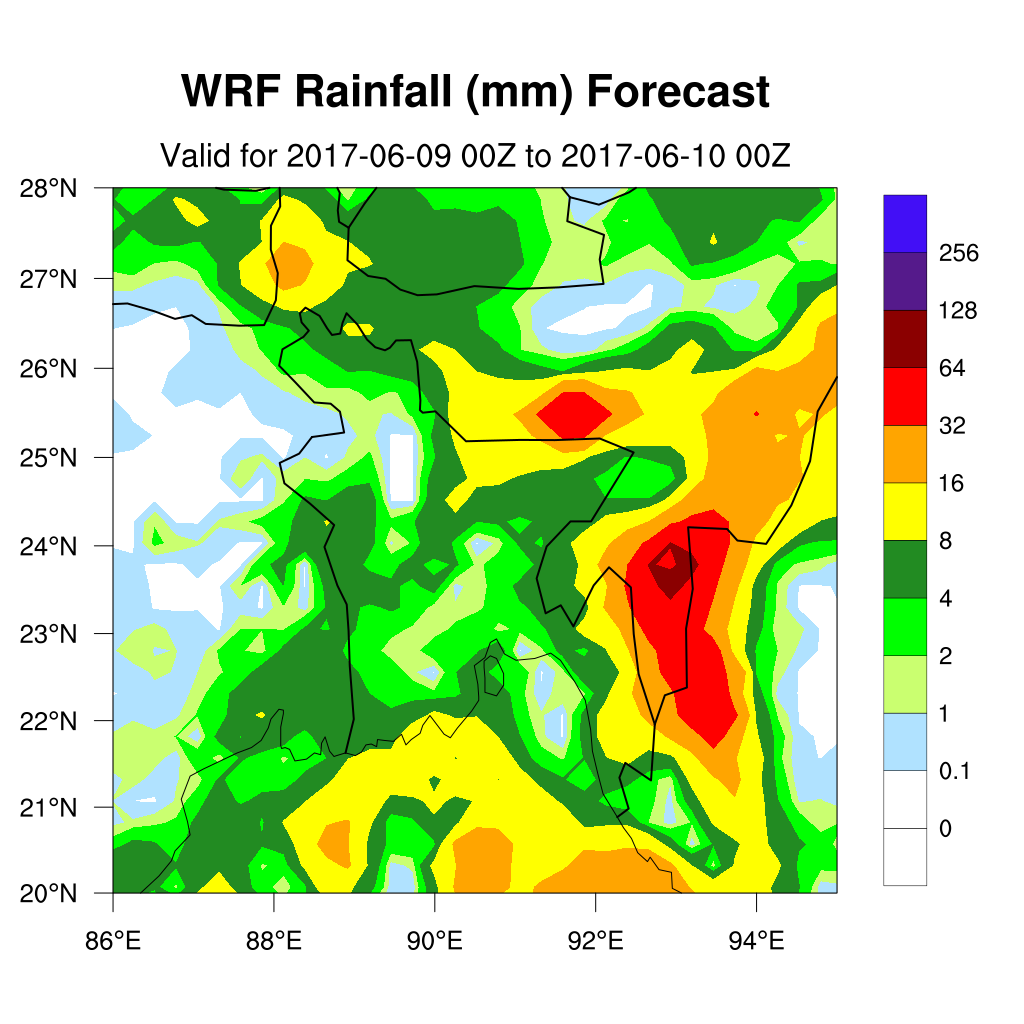 WRF Rainfall (mm) Forecast
Valid for 2017-06-09 00Z to 2017-06-10 00Z
28°N
27°N
26°N
25°N
24°N
23°N
22°N
21°N
20°N
86°E 88°E 90°E 92°E 94°E
256
128
64
32
16
8
4
2
1
0.1
0